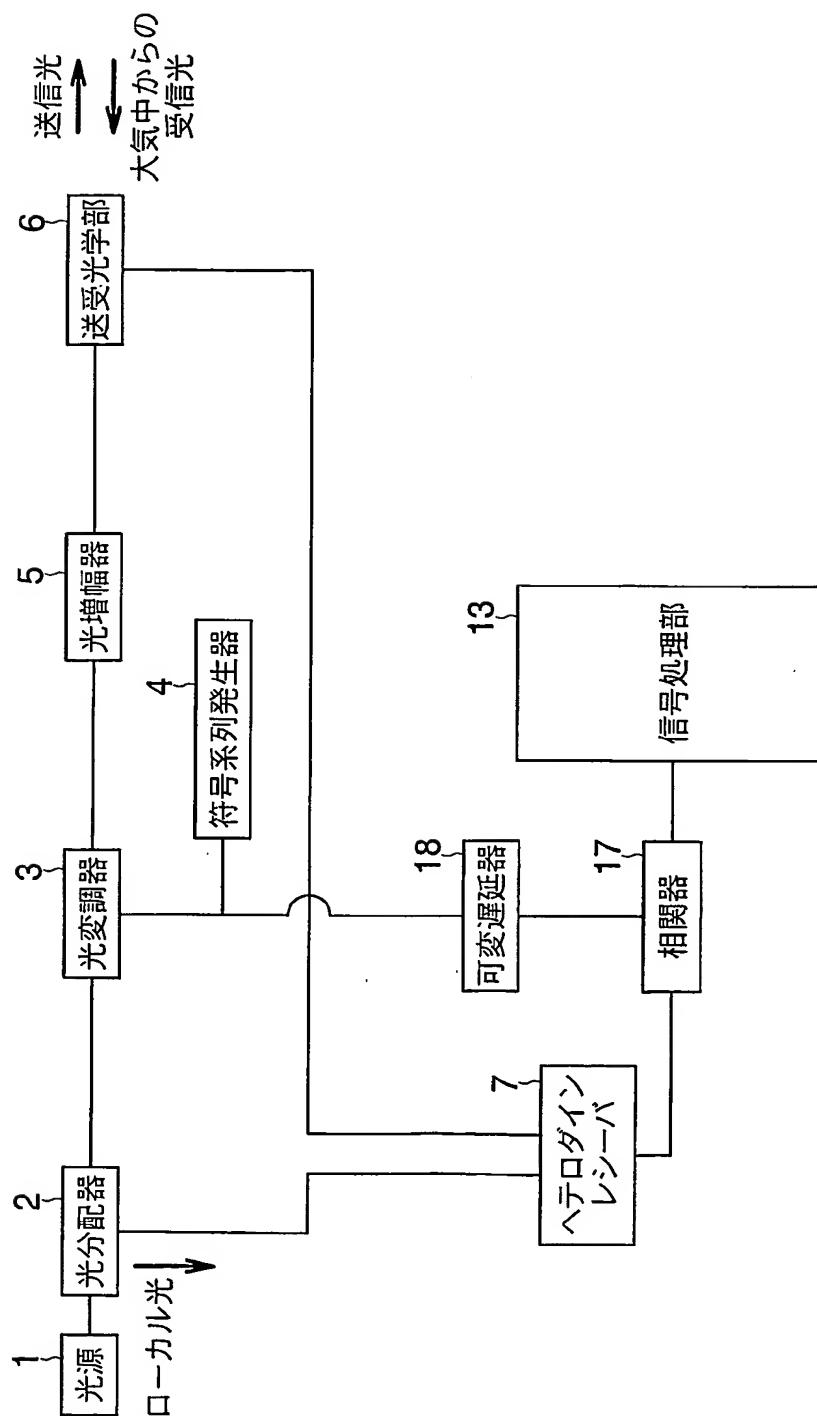 1
光源
2
光分配器
ローカル光
3
光変調器
4
符号系列発生器
5
光増幅器
6
送受光学部
送信光
大気中からの
受信光
7
ヘテロダイン
レシーバ
18
可変遅延器
17
相関器
13
信号処理部